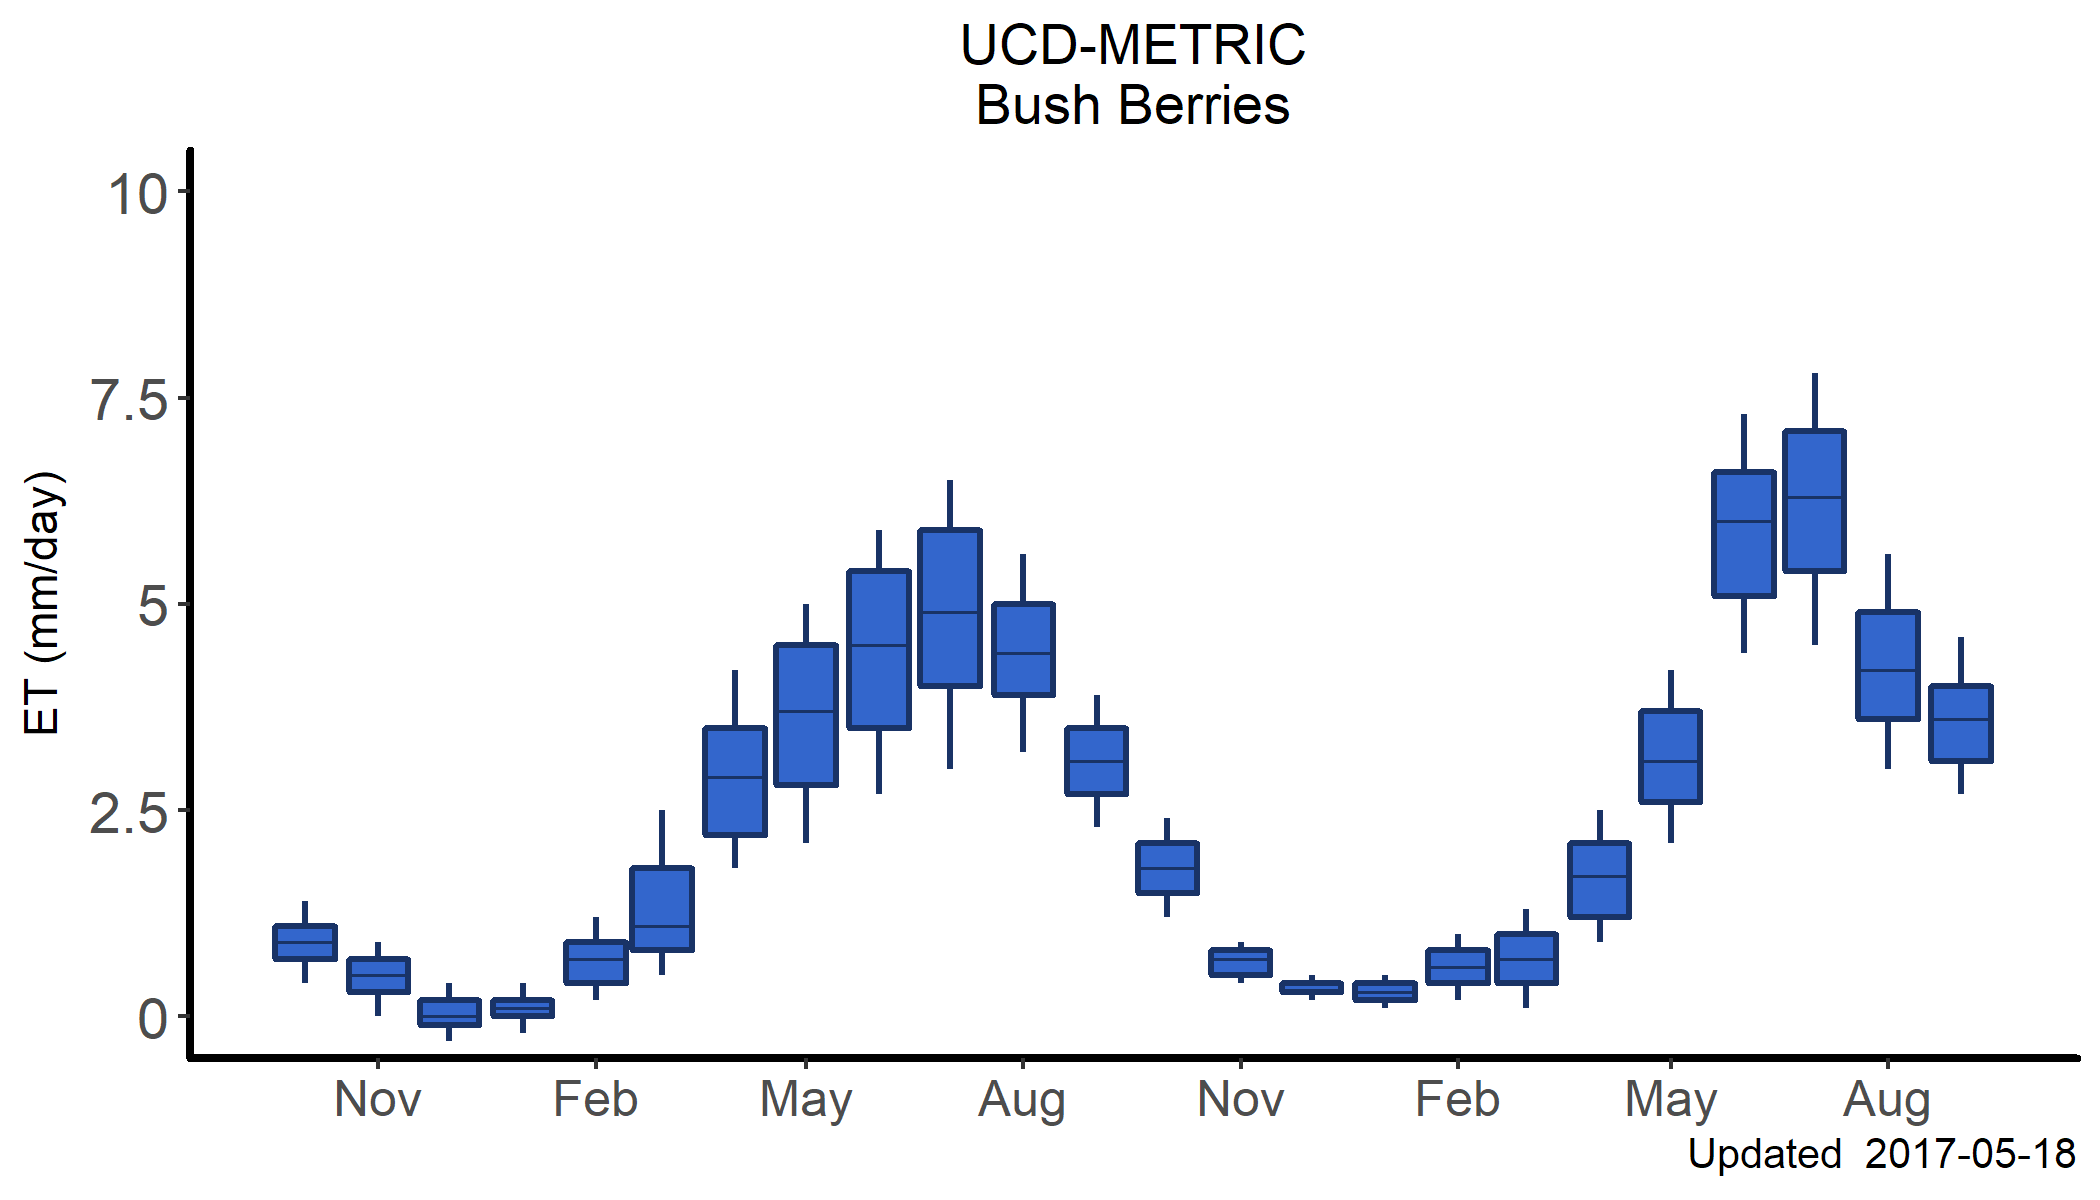 UCD-METRIC
Bush Berries
10
7.5
5
2.5
0
ET (mm/day)
Nov Feb May Aug Nov Feb May Aug
Updated 2017-05-18